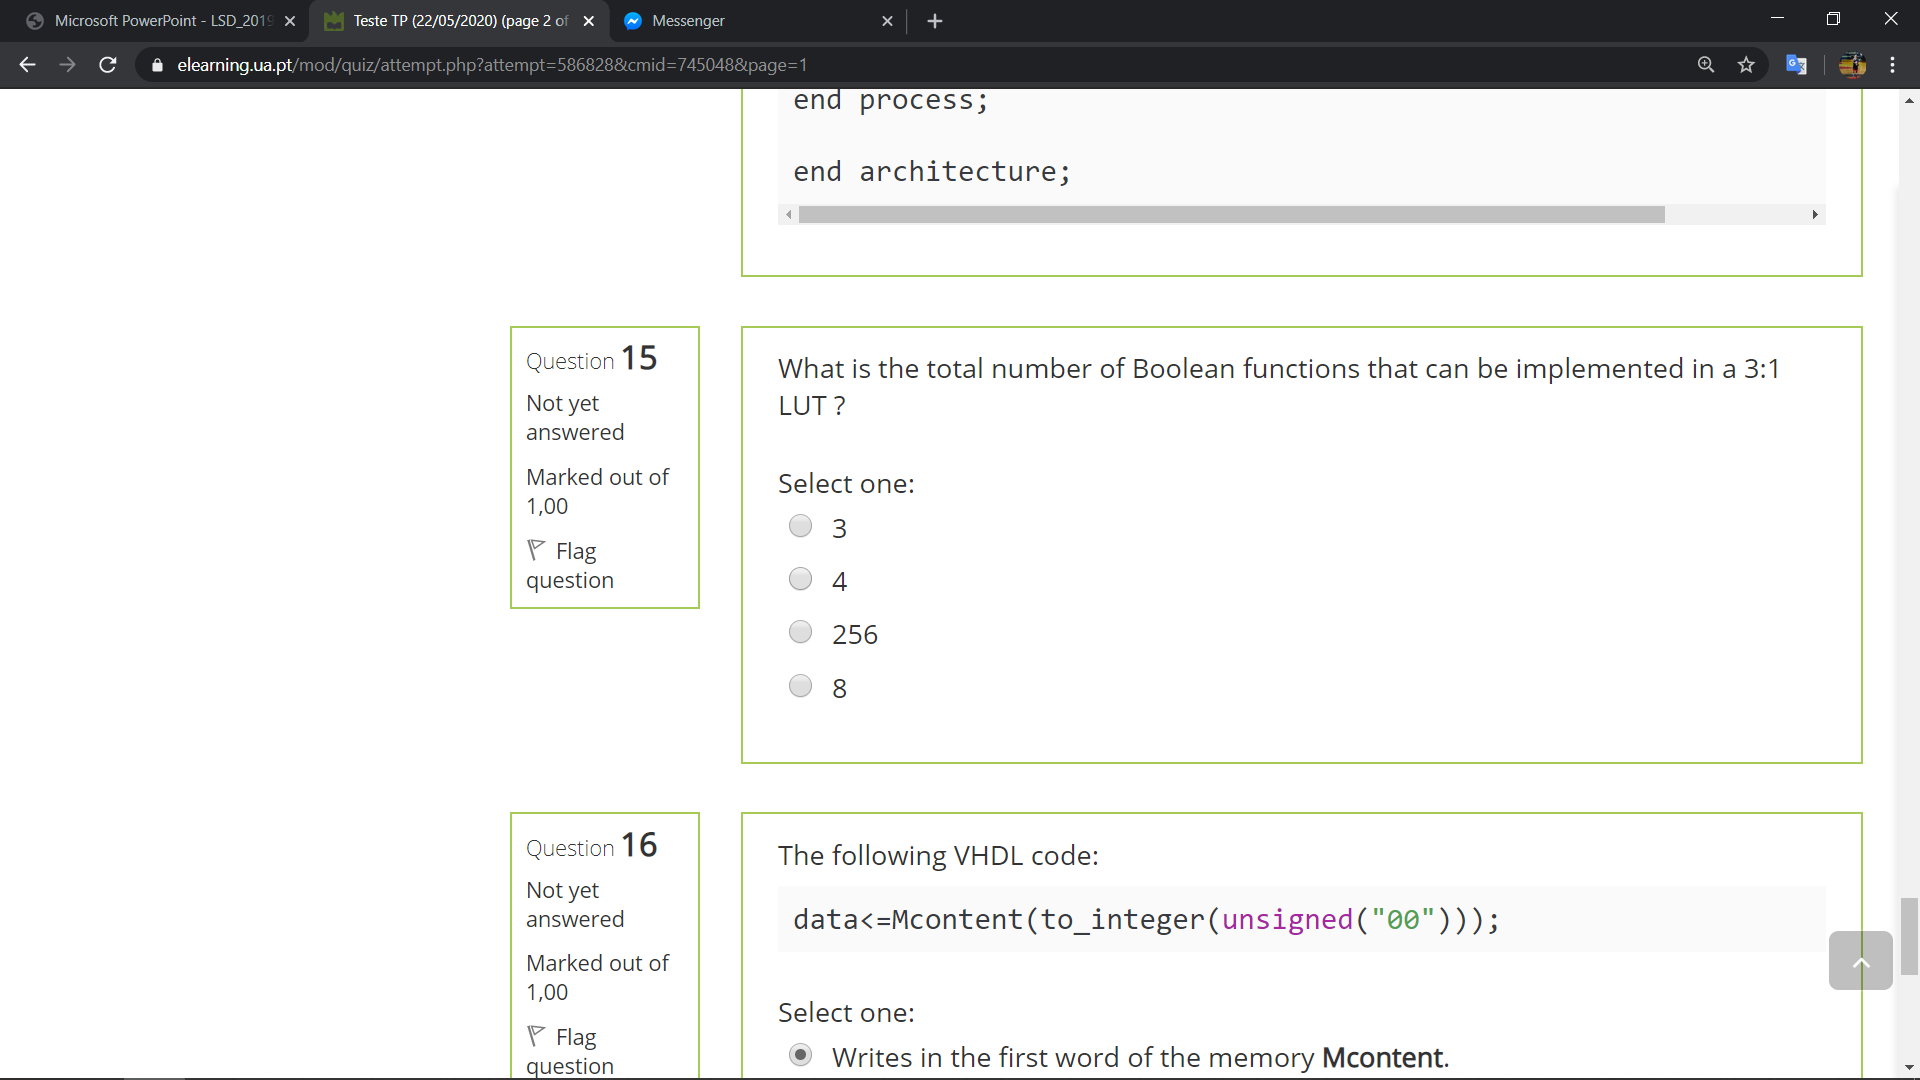 Microsoft PowerPoint - LSD_2019
Teste TP (22/05/2020) (page 2 of
Messenger
elearning.ua.pt/mod/quiz/attempt.php?attempt=586828&cmid=745048&page=1
end process;
end architecture;
Question 15
Not yet
answered
Marked out of
1,00
Flag
question
What is the total number of Boolean functions that can be implemented in a 3:1
LUT ?
Select one:
3
4
256
8
Question 16
Not yet
answered
Marked out of
1,00
Flag
question
The following VHDL code:
data<=Mcontent(to_integer(unsigned("00")));
Select one:
Writes in the first word of the memory Mcontent.